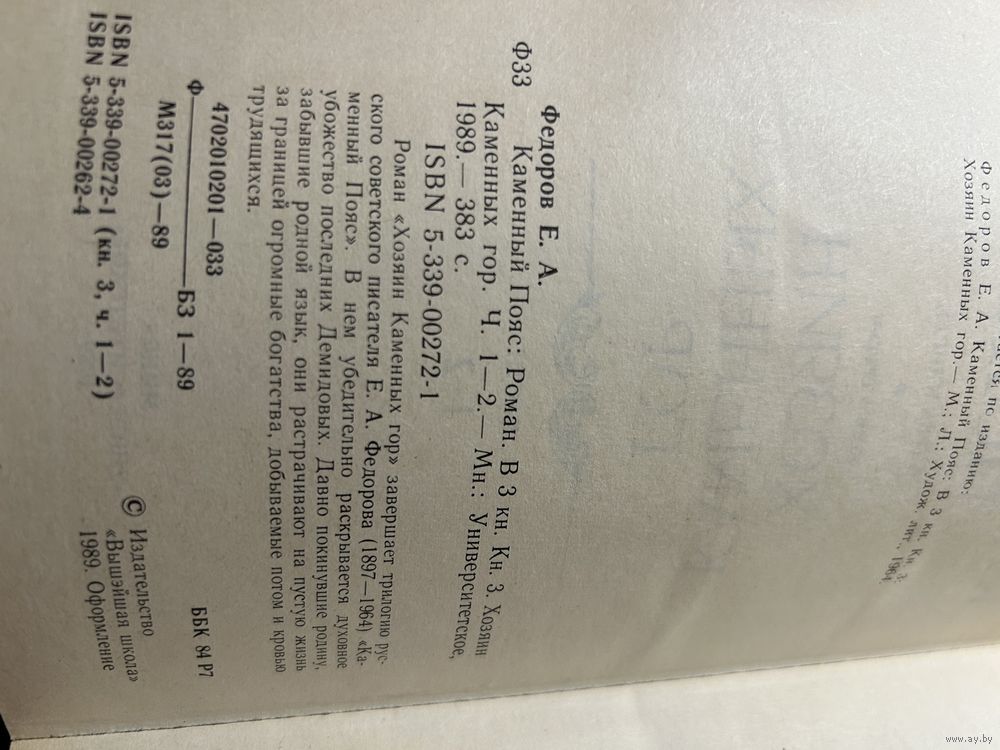 по изданию:
Федоров Е. А. Каменный Пояс: В 3 кн. Кн. 3.
Хозяин Каменных гор.— М.; Л.: Худож. лит., 1964.
Федоров Е. А.
Ф33 Каменный Пояс: Роман. В 3 кн. Кн. 3. Хозяин
Каменных гор. Ч. 1—2.— Мн.: Университетское,
1989.— 383 с.
ISBN 5-339-00272-1
Роман «Хозяин Каменных гор» завершает трилогию рус-
ского советского писателя Е. А. Федорова (1897—1964) «Ка-
менный Пояс». В нем убедительно раскрывается духовное
убожество последних Демидовых. Давно покинувшие родину,
забывшие родной язык, они растрачивают на пустую жизнь
за границей огромные богатства, добываемые потом и кровью
трудящихся.
4702010201—033
Ф————БЗ 1—89
М317(03)—89
ББК 84 Р7
ISBN 5-339-00272-1 (кн. 3, ч. 1—2)
ISBN 5-339-00262-4
© Издательство
«Вышэйшая школа»
1989. Оформление
www.ay.by